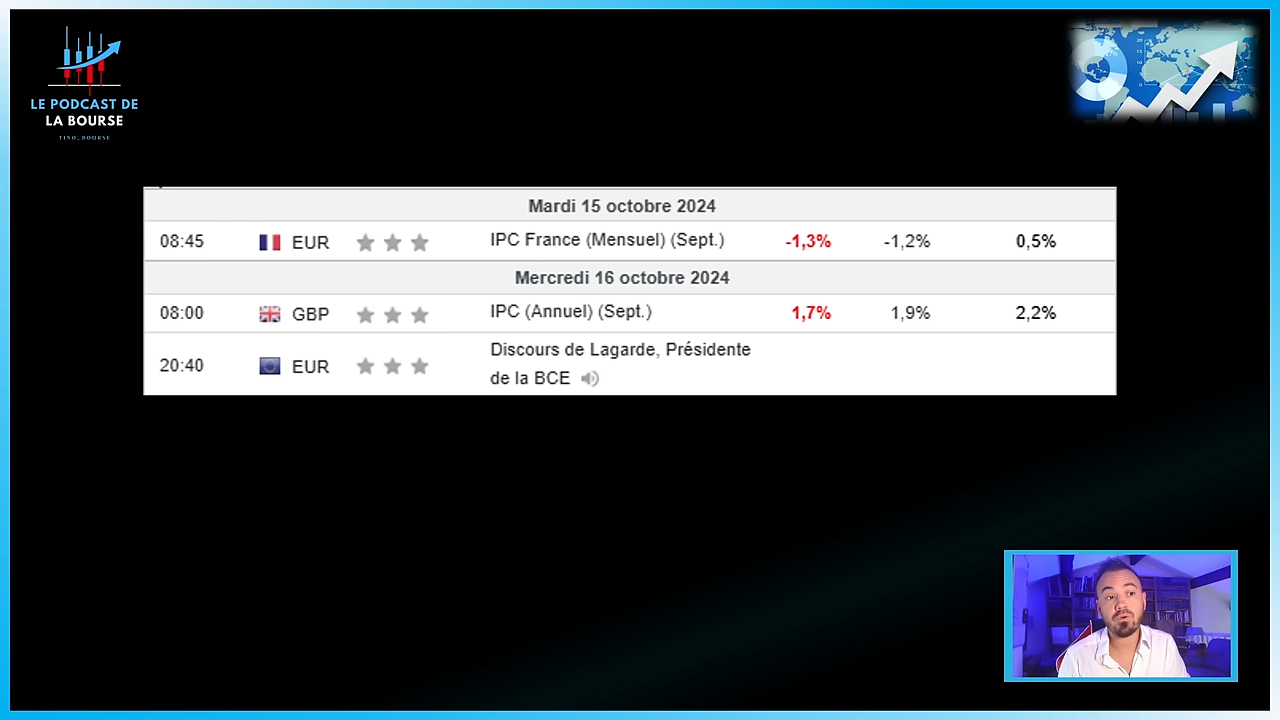 LE PODCAST DE
LA BOURSE
TINO_BOURSE
Mardi 15 octobre 2024
08:45 EUR IPC France (Mensuel) (Sept.) -1,3% -1,2% 0,5%
Mercredi 16 octobre 2024
08:00 GBP IPC (Annuel) (Sept.) 1,7% 1,9% 2,2%
20:40 EUR Discours de Lagarde, Présidente
de la BCE